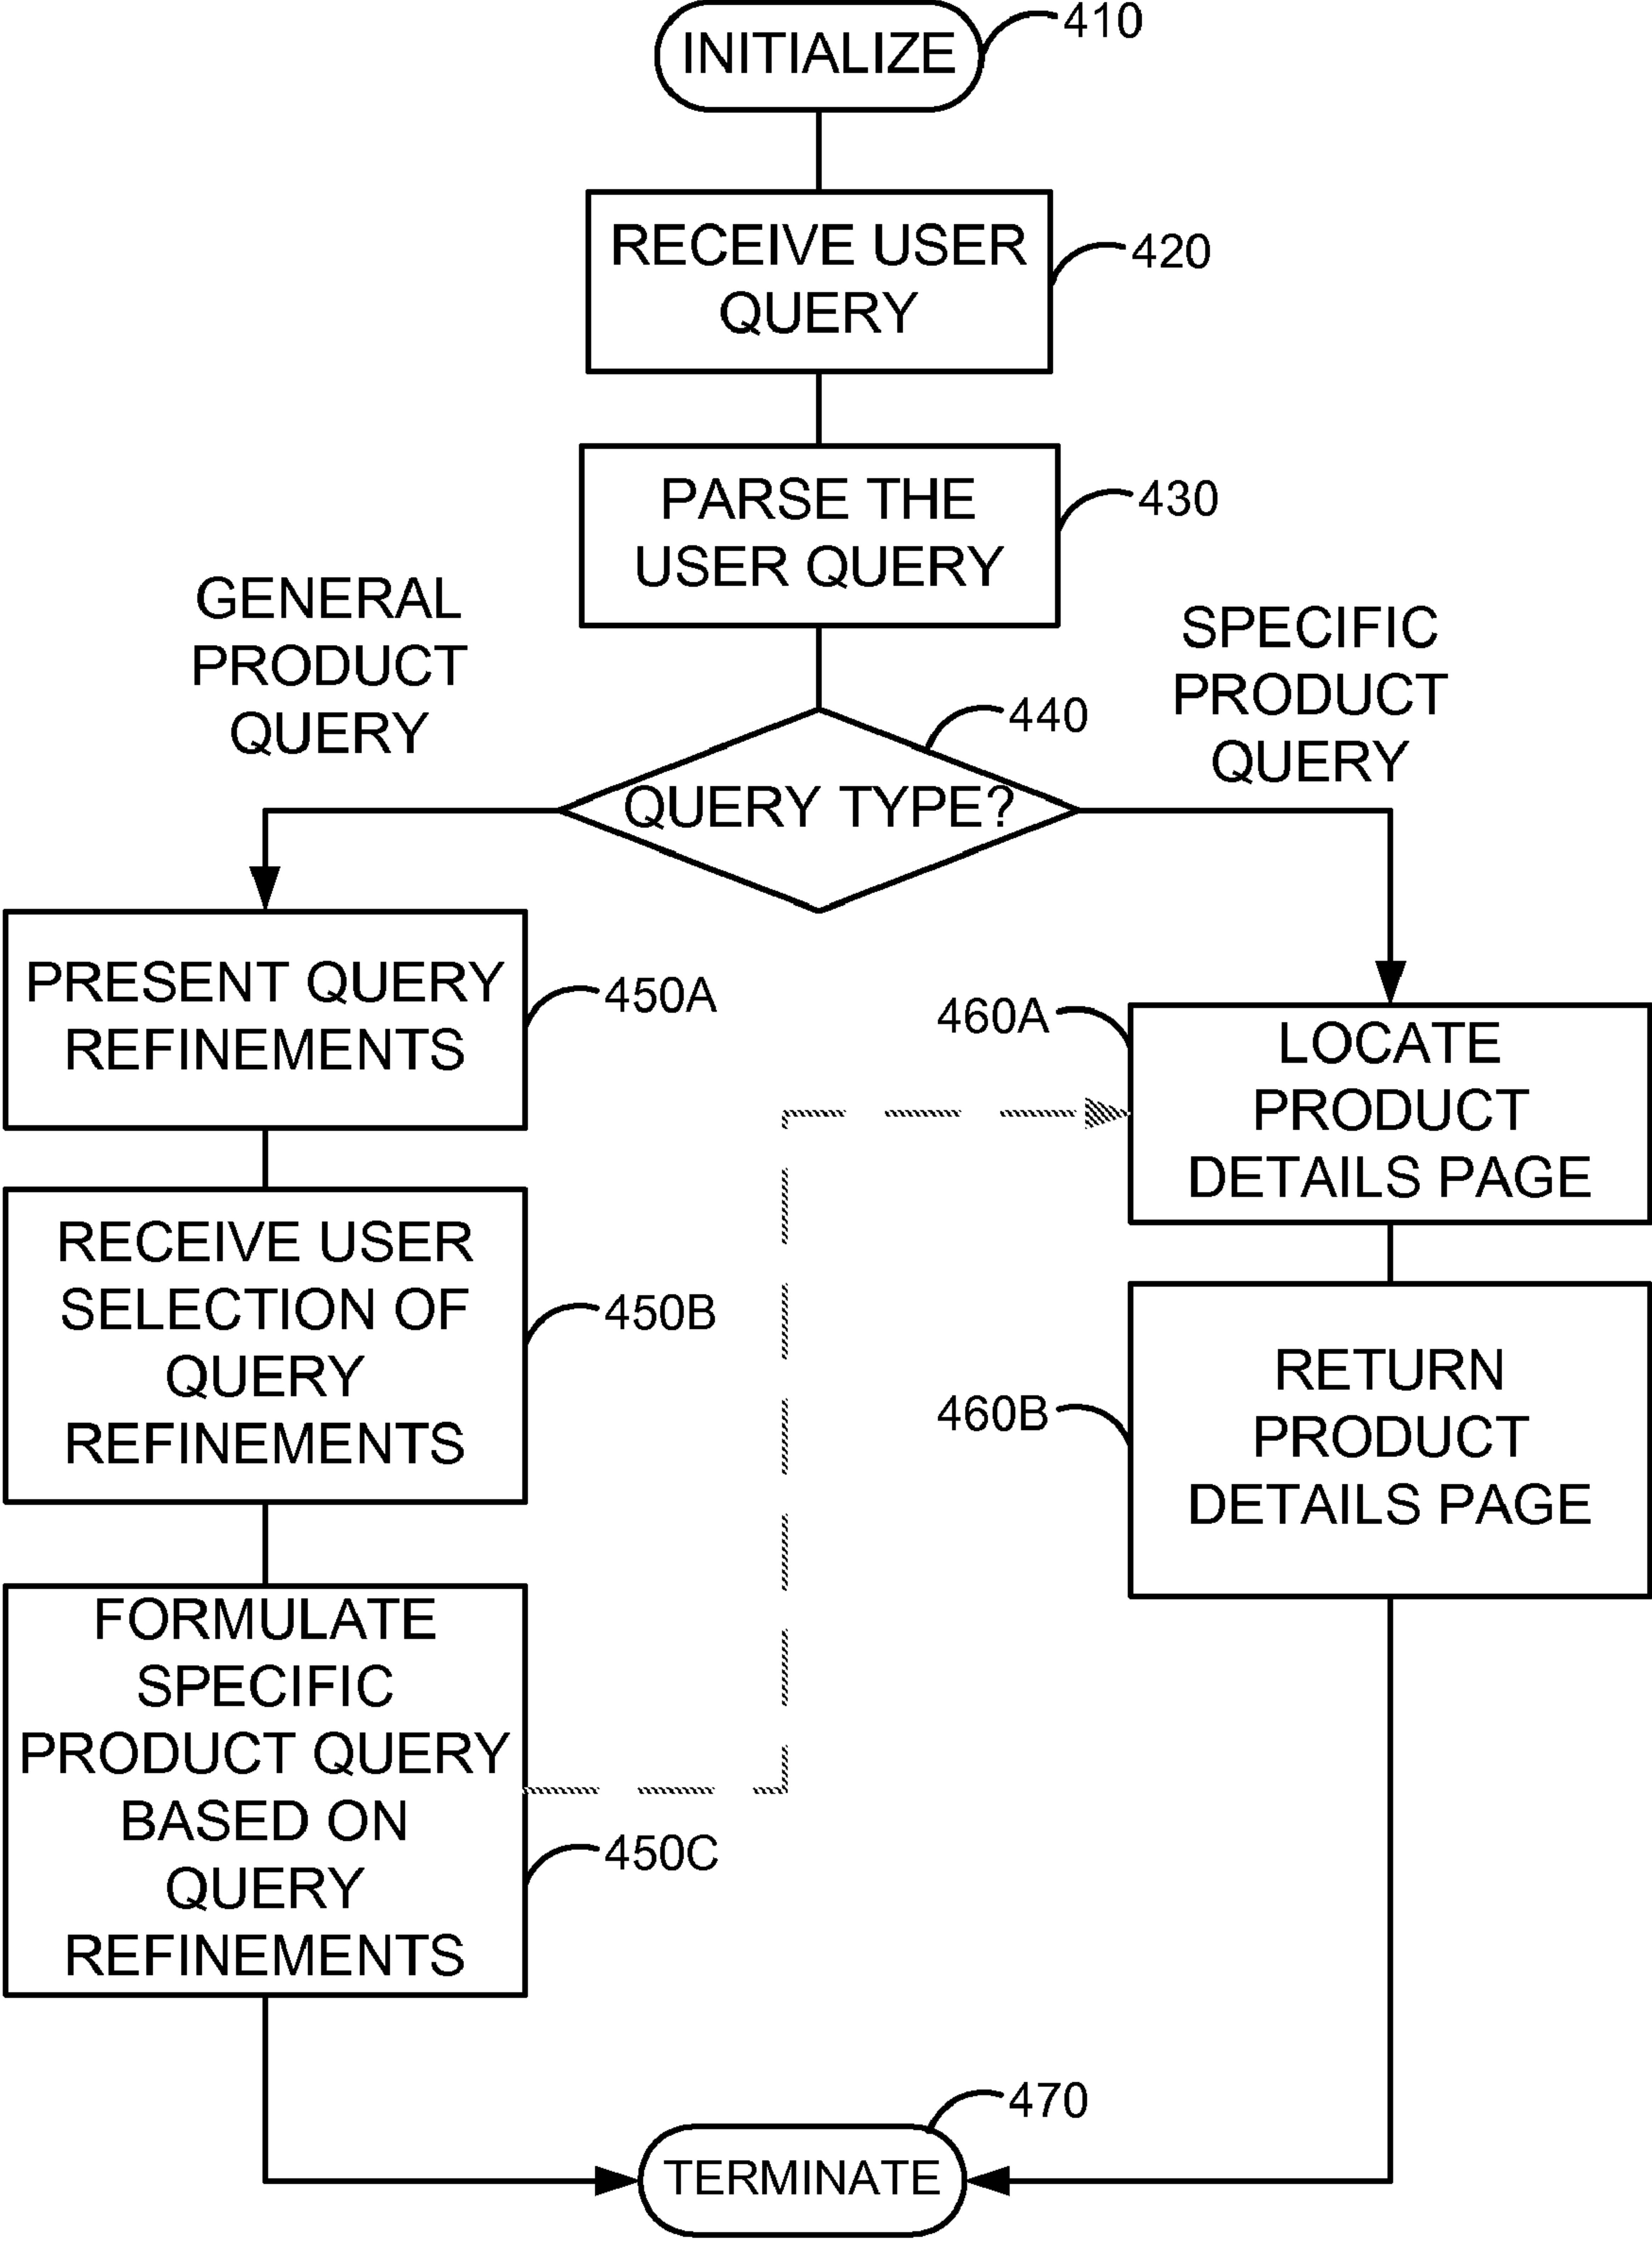 INITIALIZE
410
RECEIVE USER
QUERY
420
PARSE THE
USER QUERY
430
GENERAL
PRODUCT
QUERY
SPECIFIC
PRODUCT
QUERY
440
QUERY TYPE?
PRESENT QUERY
REFINEMENTS
450A
RECEIVE USER
SELECTION OF
QUERY
REFINEMENTS
450B
FORMULATE
SPECIFIC
PRODUCT QUERY
BASED ON
QUERY
REFINEMENTS
450C
460A
LOCATE
PRODUCT
DETAILS PAGE
460B
RETURN
PRODUCT
DETAILS PAGE
470
TERMINATE